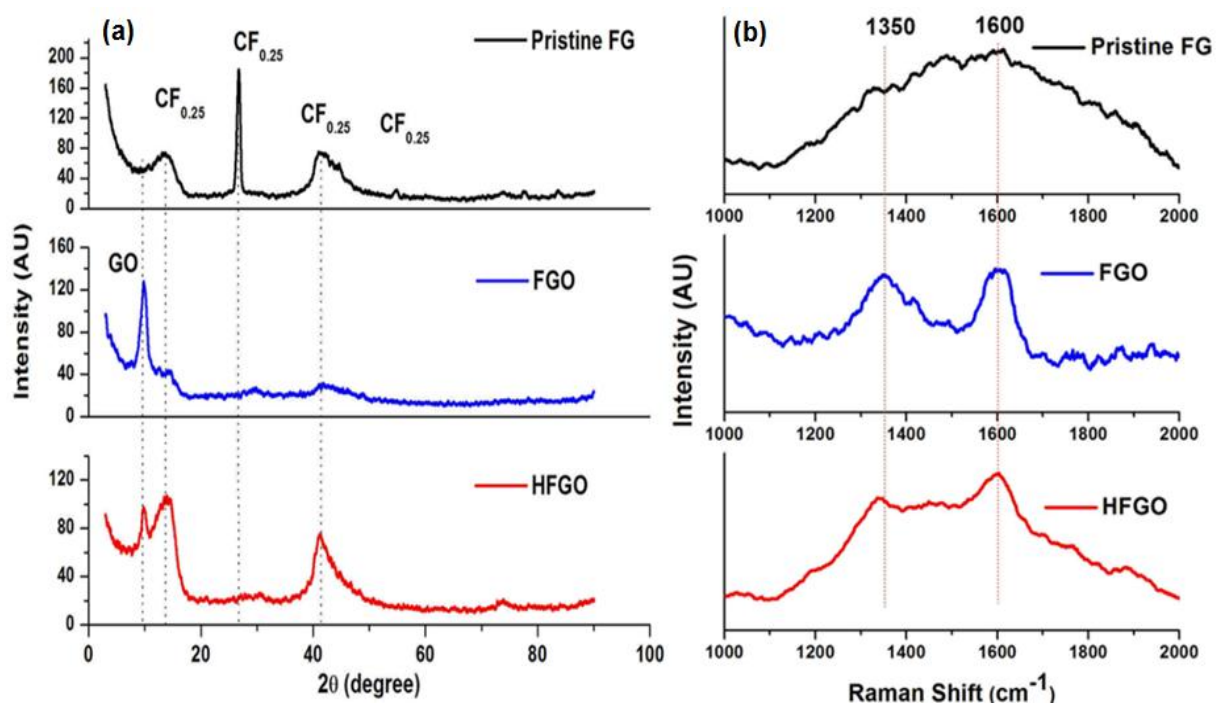 (a)
Pristine FG
CF0.25
CF0.25
CF0.25
CF0.25
200
160
120
80
40
0
GO
FGO
160
120
80
40
0
HFGO
120
80
40
0
0 20 40 60 80 100
2θ (degree)
Intensity (AU)
(b)
1350 1600
Pristine FG
1000 1200 1400 1600 1800 2000
FGO
1000 1200 1400 1600 1800 2000
HFGO
1000 1200 1400 1600 1800 2000
Raman Shift (cm-1)
Intensity (AU)